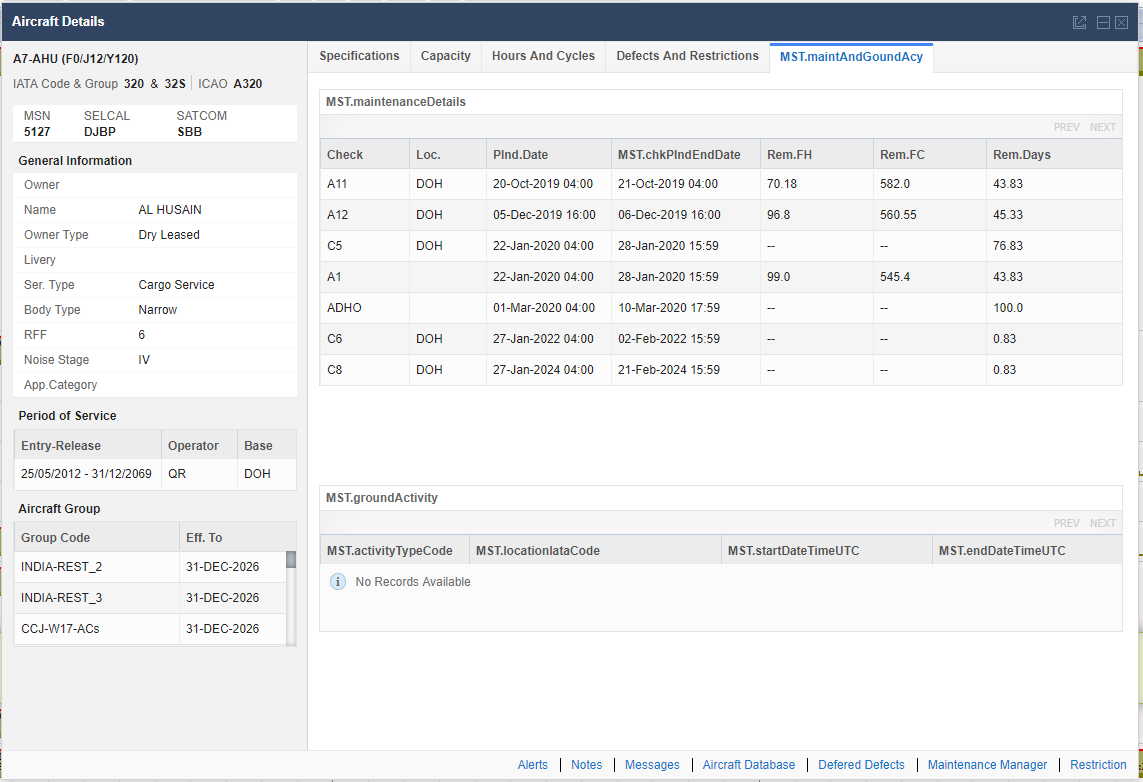 Aircraft Details
A7-AHU (F0/J12/Y120)
IATA Code & Group 320 & 32S ICAO A320
MSN SELCAL SATCOM
5127 DJBP SBB
General Information
Owner
Name AL HUSAIN
Owner Type Dry Leased
Livery
Ser. Type Cargo Service
Body Type Narrow
RFF 6
Noise Stage IV
App.Category
Period of Service
Entry-Release Operator Base
25/05/2012 - 31/12/2069 QR DOH
Aircraft Group
Group Code Eff. To
INDIA-REST_2 31-DEC-2026
INDIA-REST_3 31-DEC-2026
CCJ-W17-ACs 31-DEC-2026
Specifications Capacity Hours And Cycles Defects And Restrictions MST.maintAndGoundAcy
MST.maintenanceDetails
PREV NEXT
Check Loc. Plnd.Date MST.chkPlndEndDate Rem.FH Rem.FC Rem.Days
A11 DOH 20-Oct-2019 04:00 21-Oct-2019 04:00 70.18 582.0 43.83
A12 DOH 05-Dec-2019 16:00 06-Dec-2019 16:00 96.8 560.55 45.33
C5 DOH 22-Jan-2020 04:00 28-Jan-2020 15:59 -- -- 76.83
A1 22-Jan-2020 04:00 28-Jan-2020 15:59 99.0 545.4 43.83
ADHO 01-Mar-2020 04:00 10-Mar-2020 17:59 -- -- 100.0
C6 DOH 27-Jan-2022 04:00 02-Feb-2022 15:59 -- -- 0.83
C8 DOH 27-Jan-2024 04:00 21-Feb-2024 15:59 -- -- 0.83
MST.groundActivity
PREV NEXT
MST.activityTypeCode MST.locationIataCode MST.startDateTimeUTC MST.endDateTimeUTC
No Records Available
Alerts Notes Messages Aircraft Database Defered Defects Maintenance Manager Restriction